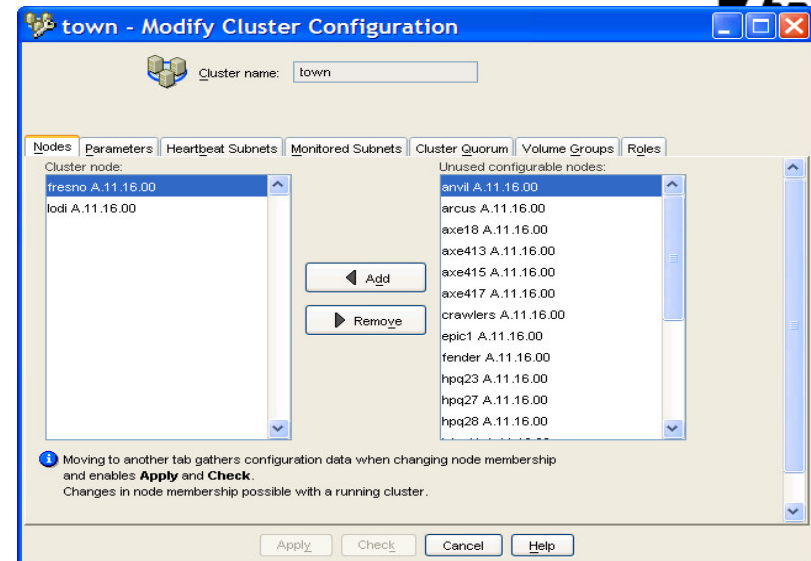 town - Modify Cluster Configuration
Cluster name: town
Nodes Parameters Heartbeat Subnets Monitored Subnets Cluster Quorum Volume Groups Roles
Cluster node:
fresno A.11.16.00
lodi A.11.16.00
Add
Remove
Unused configurable nodes:
anvil A.11.16.00
arcus A.11.16.00
axe18 A.11.16.00
axe413 A.11.16.00
axe415 A.11.16.00
axe417 A.11.16.00
crawlers A.11.16.00
epic1 A.11.16.00
fender A.11.16.00
hpq23 A.11.16.00
hpq27 A.11.16.00
hpq28 A.11.16.00
Moving to another tab gathers configuration data when changing node membership
and enables Apply and Check.
Changes in node membership possible with a running cluster.
Apply Check Cancel Help